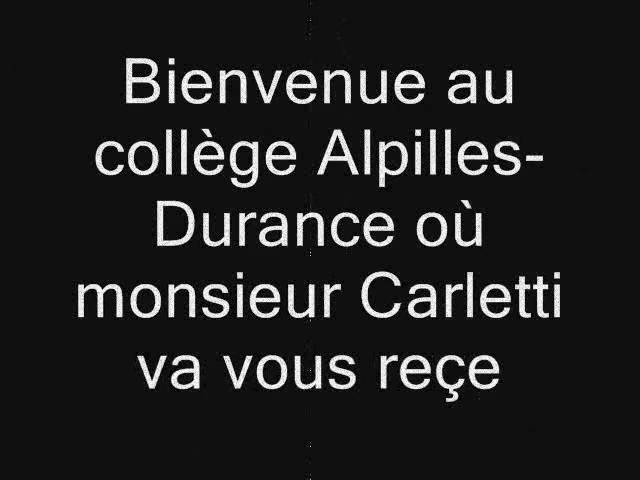 Bienvenue au
collège Alpilles-
Durance où
monsieur Carletti
va vous reçe